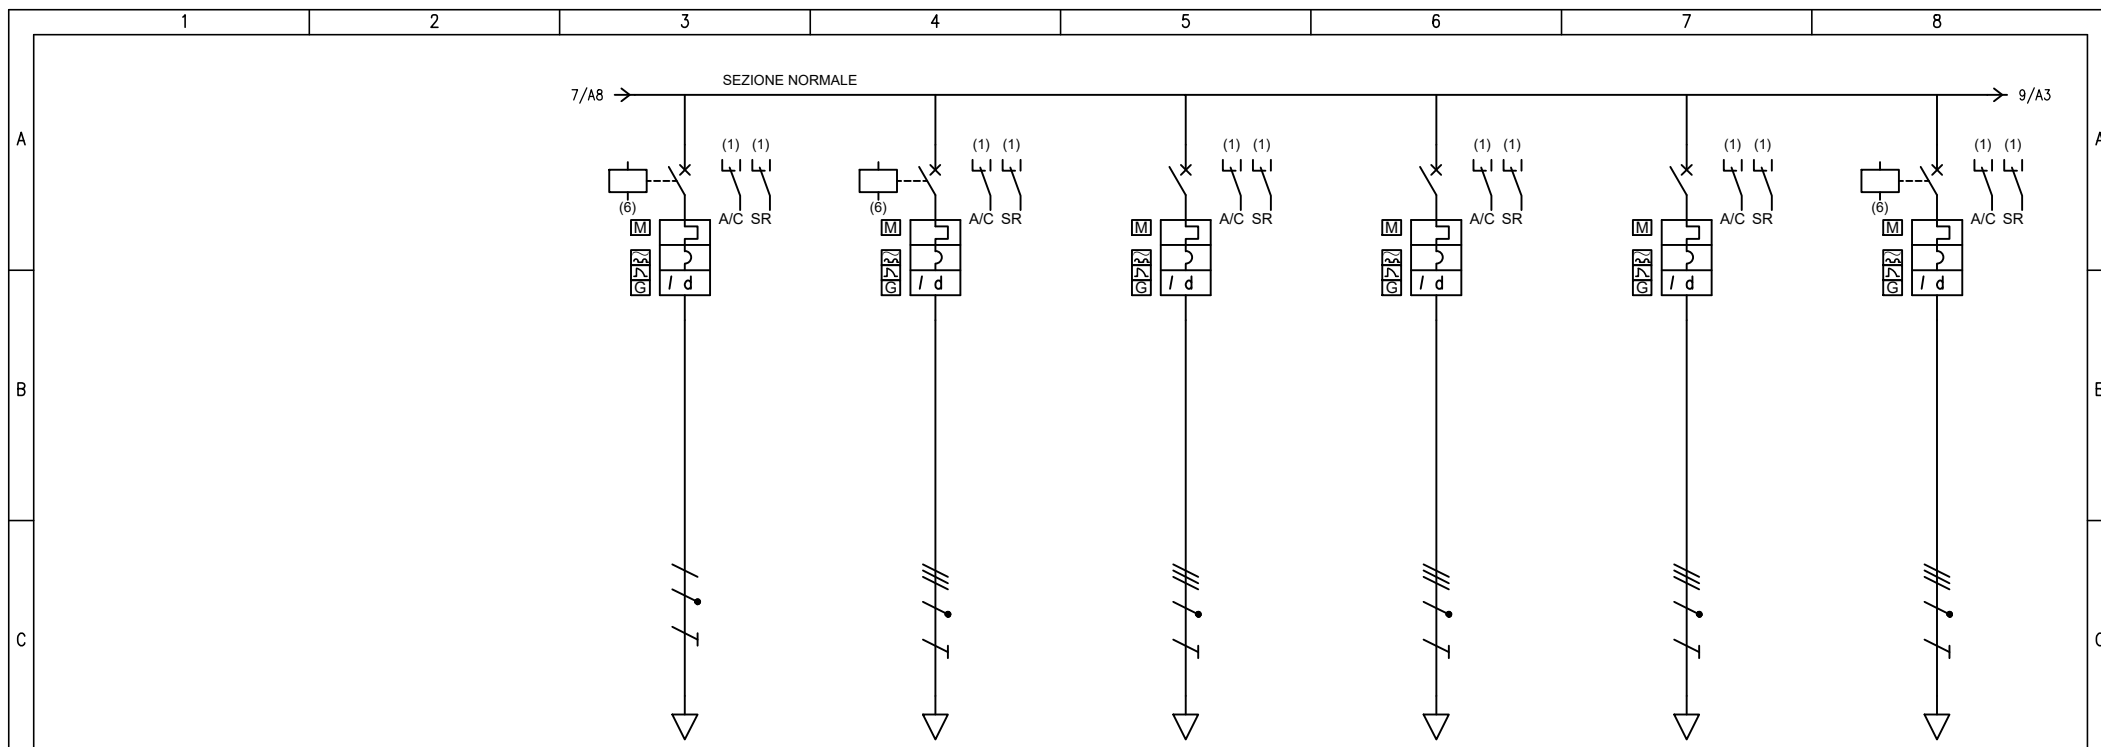 1 2 3 4 5 6 7 8
SEZIONE NORMALE
7/A8 9/A3
A A
(1) (1) (1) (1) (1) (1) (1) (1) (1) (1) (1) (1)
(6) (6) (6)
A/C SR A/C SR A/C SR A/C SR A/C SR A/C SR
M M M M M M
I d I d I d I d I d I d
G G G G G G
B B
C C